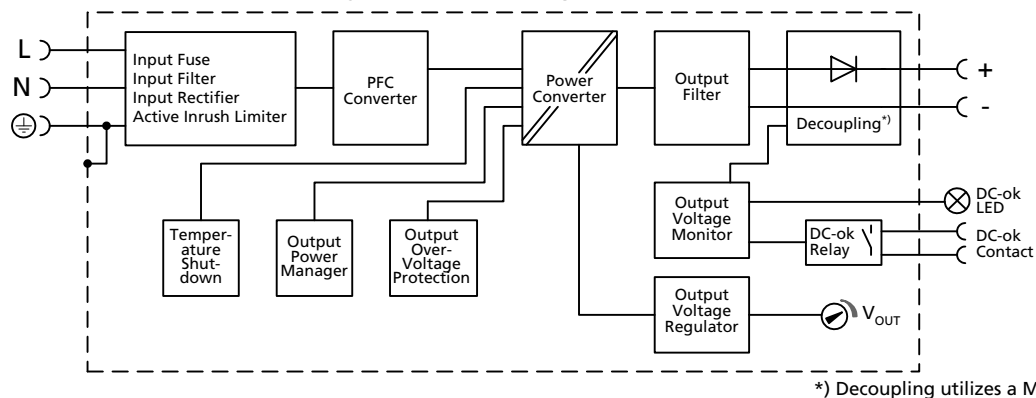 L
N
Input Fuse
Input Filter
Input Rectifier
Active Inrush Limiter
PFC
Converter
Power
Converter
Output
Filter
Decoupling*)
+
-
Temper-
ature
Shut-
down
Output
Power
Manager
Output
Over-
Voltage
Protection
Output
Voltage
Monitor
DC-ok
Relay
DC-ok
LED
DC-ok
Contact
Output
Voltage
Regulator
VOUT
*) Decoupling utilizes a M